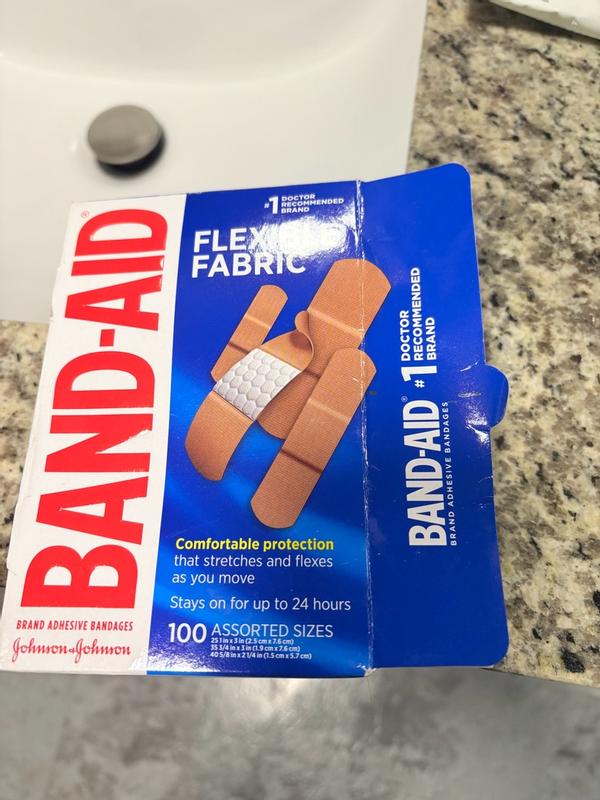 BAND-AID®
BRAND ADHESIVE BANDAGES
Johnson & Johnson
#1 DOCTOR
RECOMMENDED
BRAND
FABRIC
Comfortable protection
that stretches and flexes
as you move
Stays on for up to 24 hours
100 ASSORTED SIZES
25 1 in x 3 in (2.5 cm x 7.6 cm)
35 3/4 in x 3 in (1.9 cm x 7.6 cm)
40 5/8 in x 2 1/4 in (1.5 cm x 5.7 cm)
BAND-AID® #1 DOCTOR
RECOMMENDED
BRAND
BRAND ADHESIVE BANDAGES